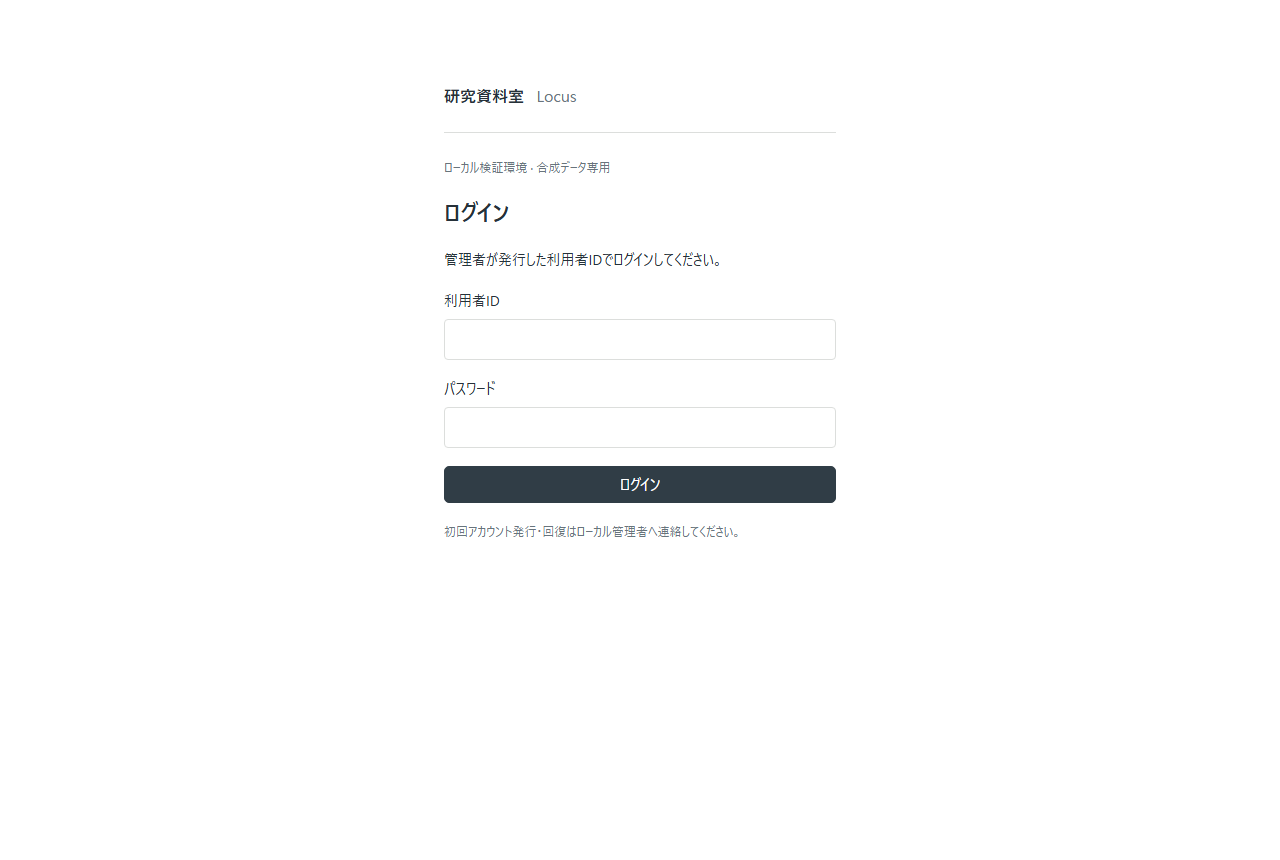 研究資料室 Locus
ローカル検証環境 · 合成データ専用
ログイン
管理者が発行した利用者IDでログインしてください。
利用者ID
パスワード
ログイン
初回アカウント発行・回復はローカル管理者へ連絡してください。